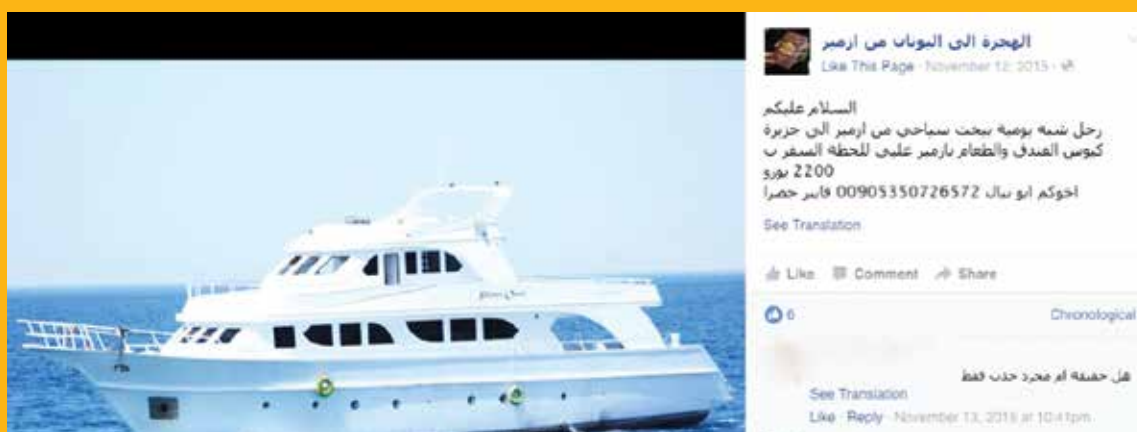 الهجرة الى اليونان من ازمير
Like This Page · November 12, 2015
السلام عليكم
رحل شبه يومية بيخت سياحي من ازمير الى جزيرة
كيوس الفندق والطعام بازمير عليي للحظة السفر ب
2200 يورو
اخوكم ابو نيال 00905350726572 فايبر حصرا
See Translation
Like Comment Share
6 Chronological
هل حقيقة ام مجرد جذب فقط
See Translation
Like · Reply · November 13, 2015 at 10:41pm